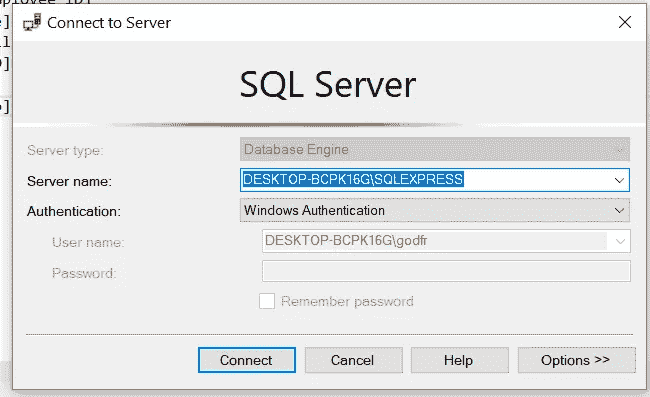 Connect to Server
SQL Server
Server type: Database Engine
Server name: DESKTOP-BCPK16G\SQLEXPRESS
Authentication: Windows Authentication
User name: DESKTOP-BCPK16G\godfr
Password:
Remember password
Connect Cancel Help Options >>